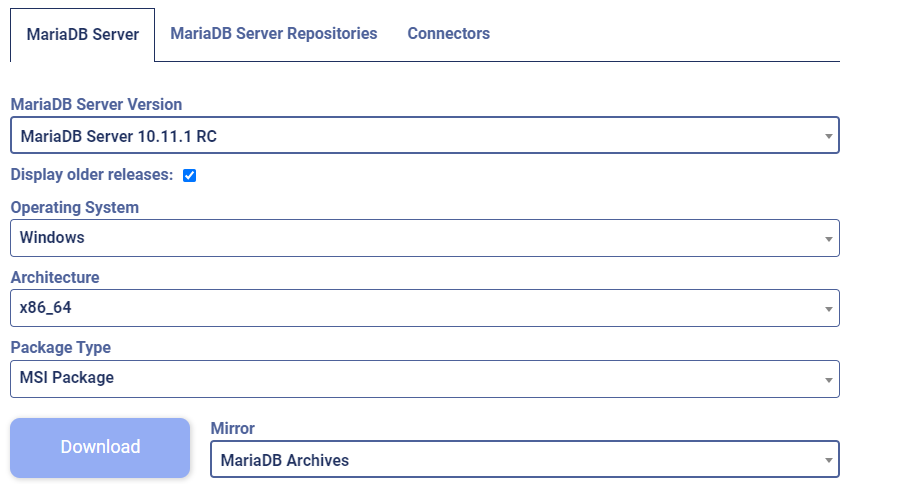 MariaDB Server MariaDB Server Repositories Connectors
MariaDB Server Version
MariaDB Server 10.11.1 RC
Display older releases:
Operating System
Windows
Architecture
x86_64
Package Type
MSI Package
Download
Mirror
MariaDB Archives